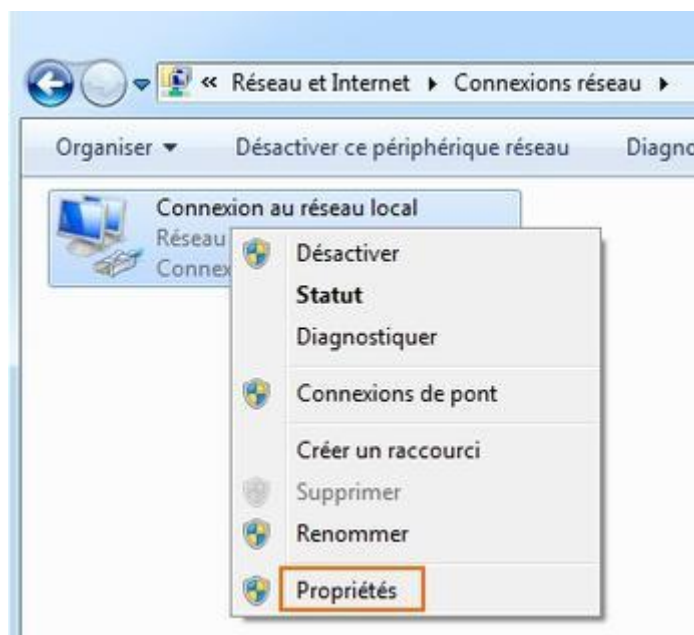 « Réseau et Internet ▸ Connexions réseau ▸
Organiser ▾ Désactiver ce périphérique réseau Diagno
Connexion au réseau local
Réseau
Connex
Désactiver
Statut
Diagnostiquer
Connexions de pont
Créer un raccourci
Supprimer
Renommer
Propriétés